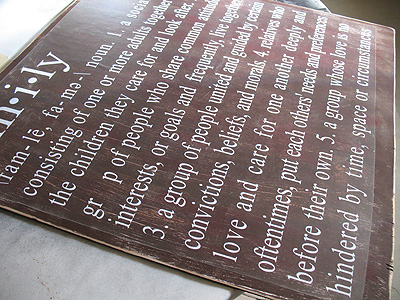 m·i·ly
(fam- lē, fa- mə-\ noun. 1. a social
consisting of one or more adults together
the children they care for and look after.
gr p of people who share common
interests, or goals and frequently, live together
3. a group of people united and guided by certain
convictions, beliefs, and morals. 4. relatives who
love and care for one another deeply and
oftentimes, put each others needs and preferences
before their own. 5. a group whose love is no
hindered by time, space or circumstances